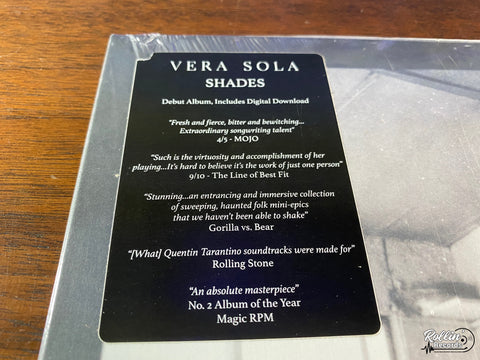 VERA SOLA
SHADES
Debut Album, Includes Digital Download
"Fresh and fierce, bitter and bewitching...
Extraordinary songwriting talent"
4/5 - MOJO
"Such is the virtuosity and accomplishment of her
playing...It's hard to believe it's the work of just one person"
9/10 - The Line of Best Fit
"Stunning...an entrancing and immersive collection
of sweeping, haunted folk mini-epics
that we haven't been able to shake"
Gorilla vs. Bear
"[What] Quentin Tarantino soundtracks were made for"
Rolling Stone
"An absolute masterpiece"
No. 2 Album of the Year
Magic RPM
Rollin'
RECORDS